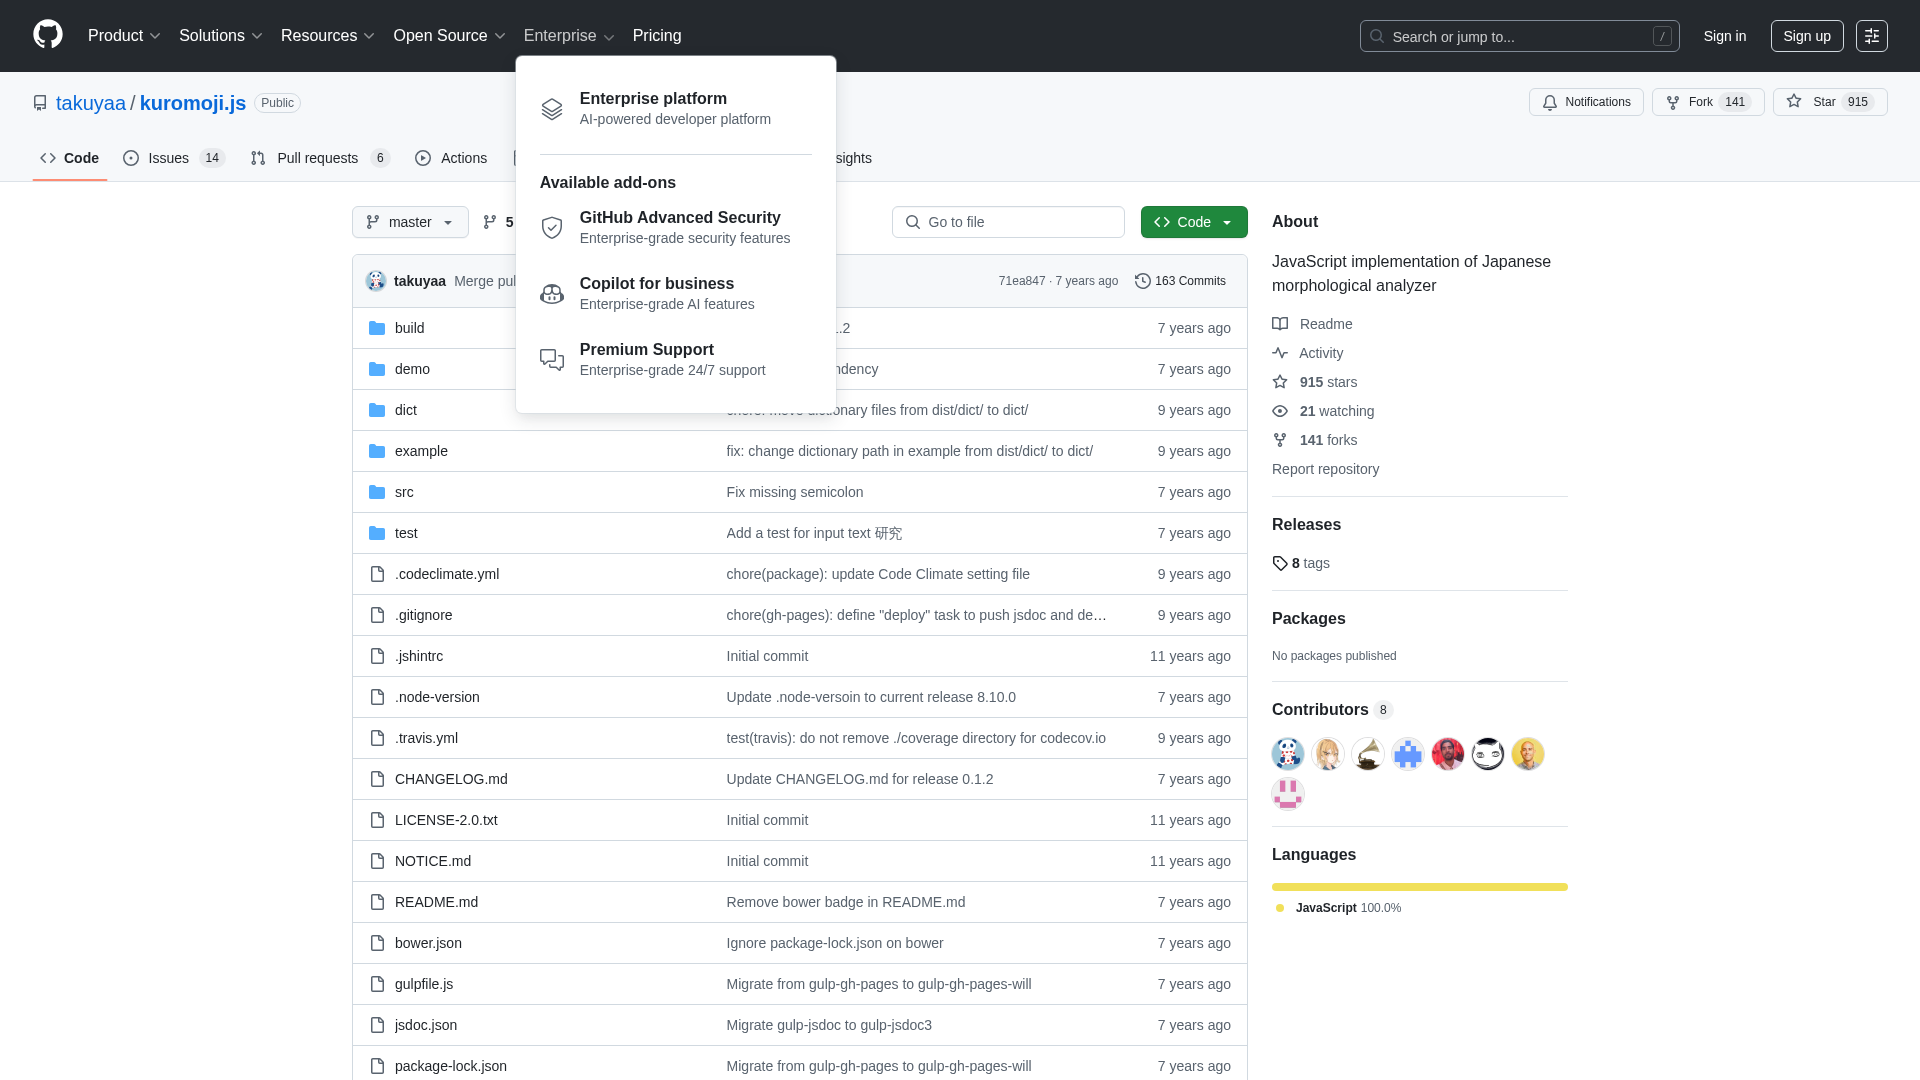 Product Solutions Resources Open Source Enterprise Pricing Search or jump to... / Sign in Sign up
takuyaa / kuromoji.js Public Notifications Fork 141 Star 915
Code Issues 14 Pull requests 6 Actions sights
Enterprise platform
AI-powered developer platform
Available add-ons
GitHub Advanced Security
Enterprise-grade security features
Copilot for business
Enterprise-grade AI features
Premium Support
Enterprise-grade 24/7 support
master 5 Go to file Code
takuyaa Merge pul 71ea847 · 7 years ago 163 Commits
build .2 7 years ago
demo ndency 7 years ago
dict chore: move dictionary files from dist/dict/ to dict/ 9 years ago
example fix: change dictionary path in example from dist/dict/ to dict/ 9 years ago
src Fix missing semicolon 7 years ago
test Add a test for input text 研究 7 years ago
.codeclimate.yml chore(package): update Code Climate setting file 9 years ago
.gitignore chore(gh-pages): define "deploy" task to push jsdoc and de… 9 years ago
.jshintrc Initial commit 11 years ago
.node-version Update .node-versoin to current release 8.10.0 7 years ago
.travis.yml test(travis): do not remove ./coverage directory for codecov.io 9 years ago
CHANGELOG.md Update CHANGELOG.md for release 0.1.2 7 years ago
LICENSE-2.0.txt Initial commit 11 years ago
NOTICE.md Initial commit 11 years ago
README.md Remove bower badge in README.md 7 years ago
bower.json Ignore package-lock.json on bower 7 years ago
gulpfile.js Migrate from gulp-gh-pages to gulp-gh-pages-will 7 years ago
jsdoc.json Migrate gulp-jsdoc to gulp-jsdoc3 7 years ago
package-lock.json Migrate from gulp-gh-pages to gulp-gh-pages-will 7 years ago
About
JavaScript implementation of Japanese
morphological analyzer
Readme
Activity
915 stars
21 watching
141 forks
Report repository
Releases
8 tags
Packages
No packages published
Contributors 8
Languages
JavaScript 100.0%